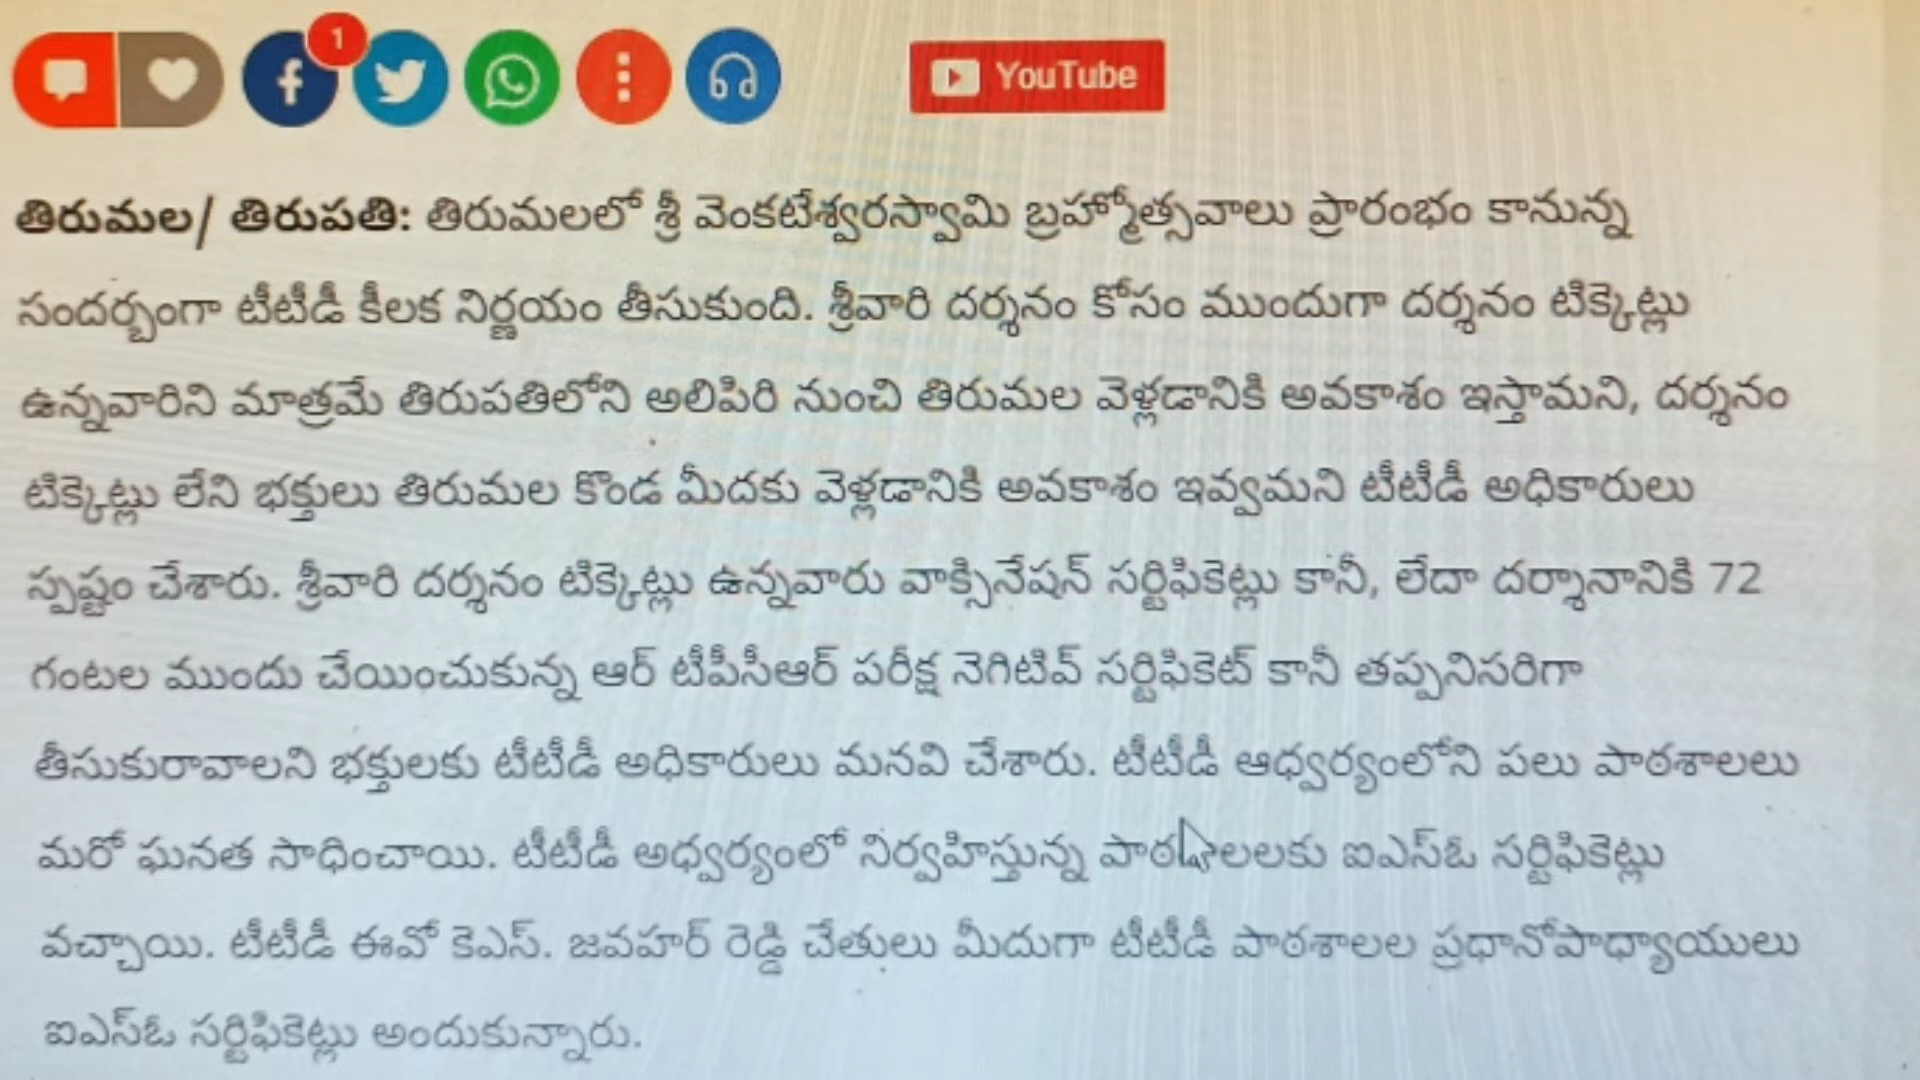 1
YouTube
తిరుమల/ తిరుపతి: తిరుమలలో శ్రీ వెంకటేశ్వరస్వామి బ్రహ్మోత్సవాలు ప్రారంభం కానున్న
సందర్బంగా టీటీడీ కీలక నిర్ణయం తీసుకుంది. శ్రీవారి దర్శనం కోసం ముందుగా దర్శనం టిక్కెట్లు
ఉన్నవారిని మాత్రమే తిరుపతిలోని అలిపిరి నుంచి తిరుమల వెళ్లడానికి అవకాశం ఇస్తామని, దర్శనం
టిక్కెట్లు లేని భక్తులు తిరుమల కొండ మీదకు వెళ్లడానికి అవకాశం ఇవ్వమని టీటీడీ అధికారులు
స్పష్టం చేశారు. శ్రీవారి దర్శనం టిక్కెట్లు ఉన్నవారు వాక్సినేషన్ సర్టిఫికెట్లు కానీ, లేదా దర్శానానికి 72
గంటల ముందు చేయించుకున్న ఆర్ టీపీసీఆర్ పరీక్ష నెగిటివ్ సర్టిఫికెట్ కానీ తప్పనిసరిగా
తీసుకురావాలని భక్తులకు టీటీడీ అధికారులు మనవి చేశారు. టీటీడీ ఆధ్వర్యంలోని పలు పాఠశాలలు
మరో ఘనత సాధించాయి. టీటీడీ అధ్వర్యంలో నిర్వహిస్తున్న పాఠశాలలకు ఐఎస్ఓ సర్టిఫికెట్లు
వచ్చాయి. టీటీడీ ఈవో కెఎస్. జవహర్ రెడ్డి చేతులు మీదుగా టీటీడీ పాఠశాలల ప్రధానోపాధ్యాయులు
ఐఎస్ఓ సర్టిఫికెట్లు అందుకున్నారు.